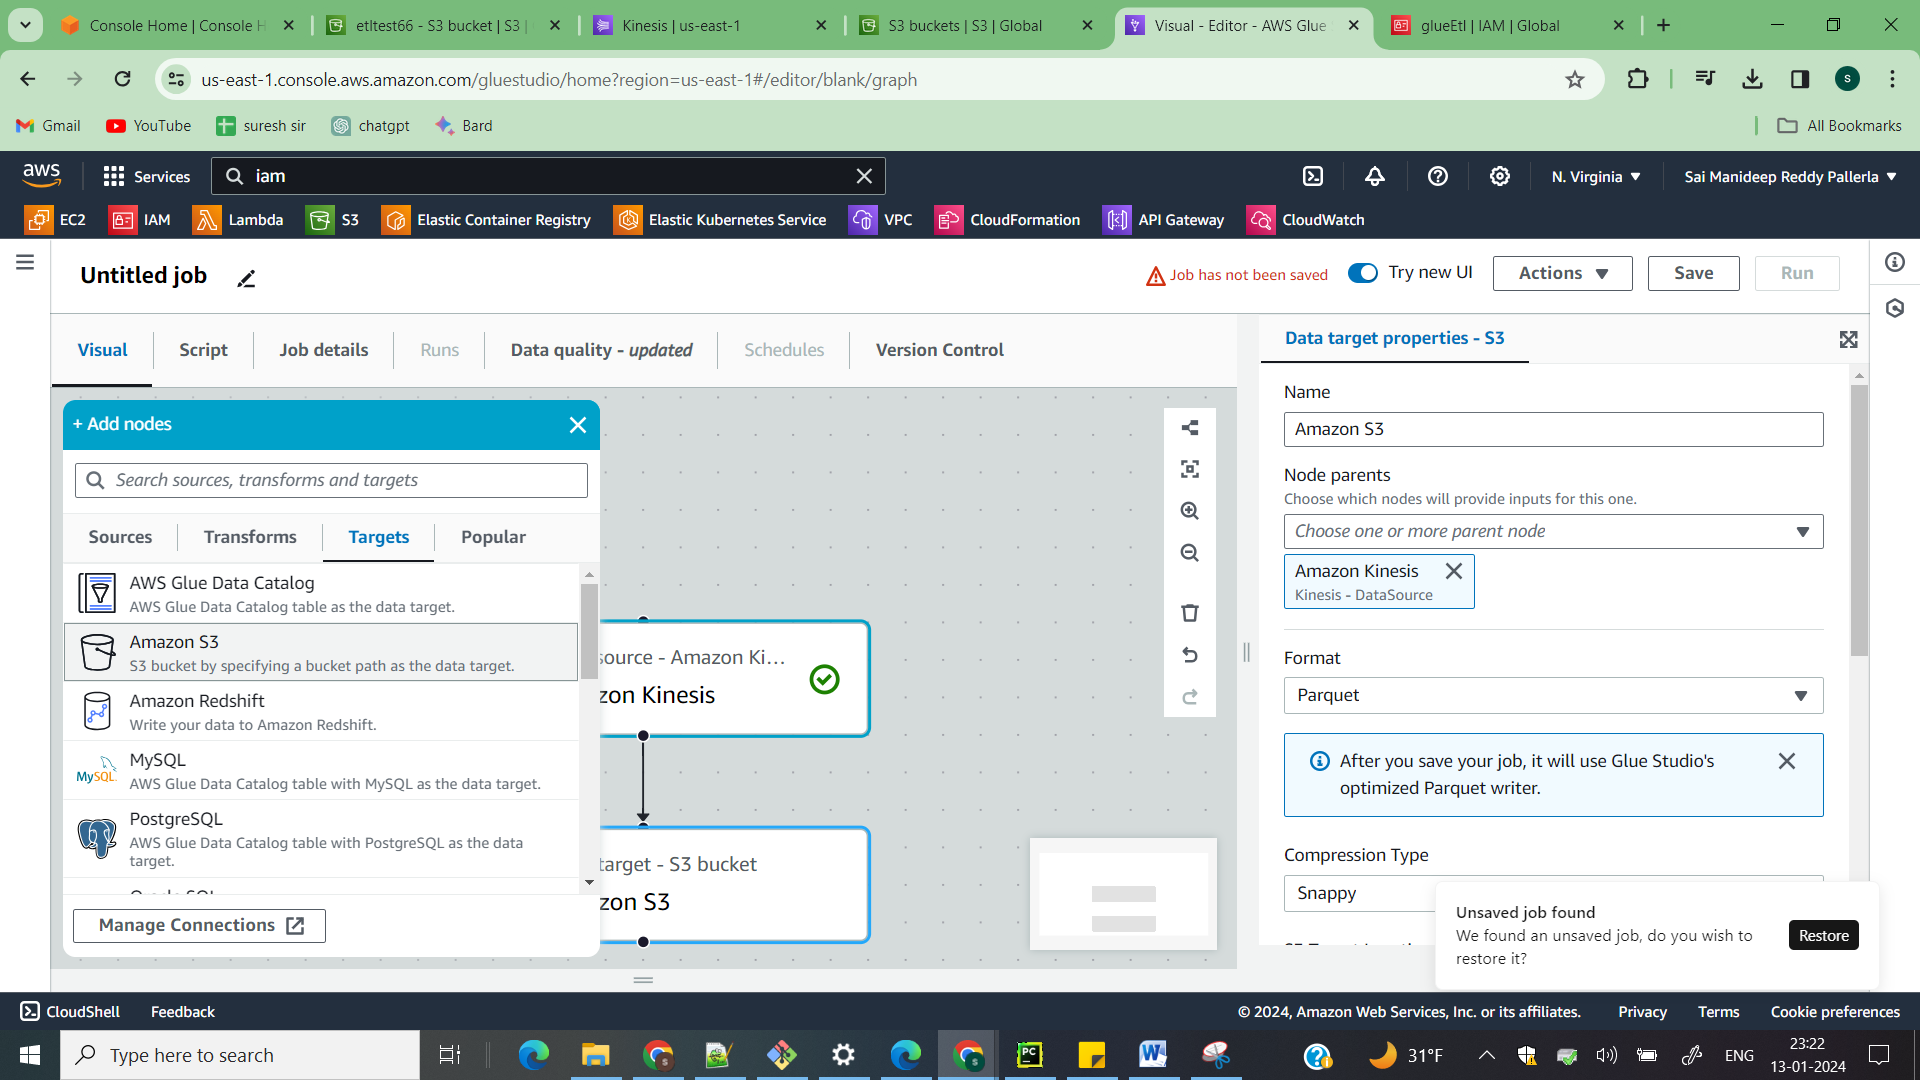 Console Home | Console H
etltest66 - S3 bucket | S3 |
Kinesis | us-east-1
S3 buckets | S3 | Global
Visual - Editor - AWS Glue
glueEtl | IAM | Global
us-east-1.console.aws.amazon.com/gluestudio/home?region=us-east-1#/editor/blank/graph
S
Gmail
YouTube
suresh sir
chatgpt
Bard
All Bookmarks
aws
Services
iam
N. Virginia
Sai Manideep Reddy Pallerla
EC2
IAM
Lambda
S3
Elastic Container Registry
Elastic Kubernetes Service
VPC
CloudFormation
API Gateway
CloudWatch
Untitled job
Job has not been saved
Try new UI
Actions
Save
Run
Visual
Script
Job details
Runs
Data quality - updated
Schedules
Version Control
+ Add nodes
Search sources, transforms and targets
Sources
Transforms
Targets
Popular
AWS Glue Data Catalog
AWS Glue Data Catalog table as the data target.
Amazon S3
S3 bucket by specifying a bucket path as the data target.
Amazon Redshift
Write your data to Amazon Redshift.
MySQL
MySQL
AWS Glue Data Catalog table with MySQL as the data target.
PostgreSQL
AWS Glue Data Catalog table with PostgreSQL as the data
target.
Manage Connections
source - Amazon Ki...
zon Kinesis
target - S3 bucket
zon S3
Data target properties - S3
Name
Amazon S3
Node parents
Choose which nodes will provide inputs for this one.
Choose one or more parent node
Amazon Kinesis
Kinesis - DataSource
Format
Parquet
After you save your job, it will use Glue Studio's
optimized Parquet writer.
Compression Type
Snappy
Unsaved job found
We found an unsaved job, do you wish to
restore it?
Restore
CloudShell
Feedback
© 2024, Amazon Web Services, Inc. or its affiliates.
Privacy
Terms
Cookie preferences
Type here to search
PC
31°F
ENG
23:22
13-01-2024